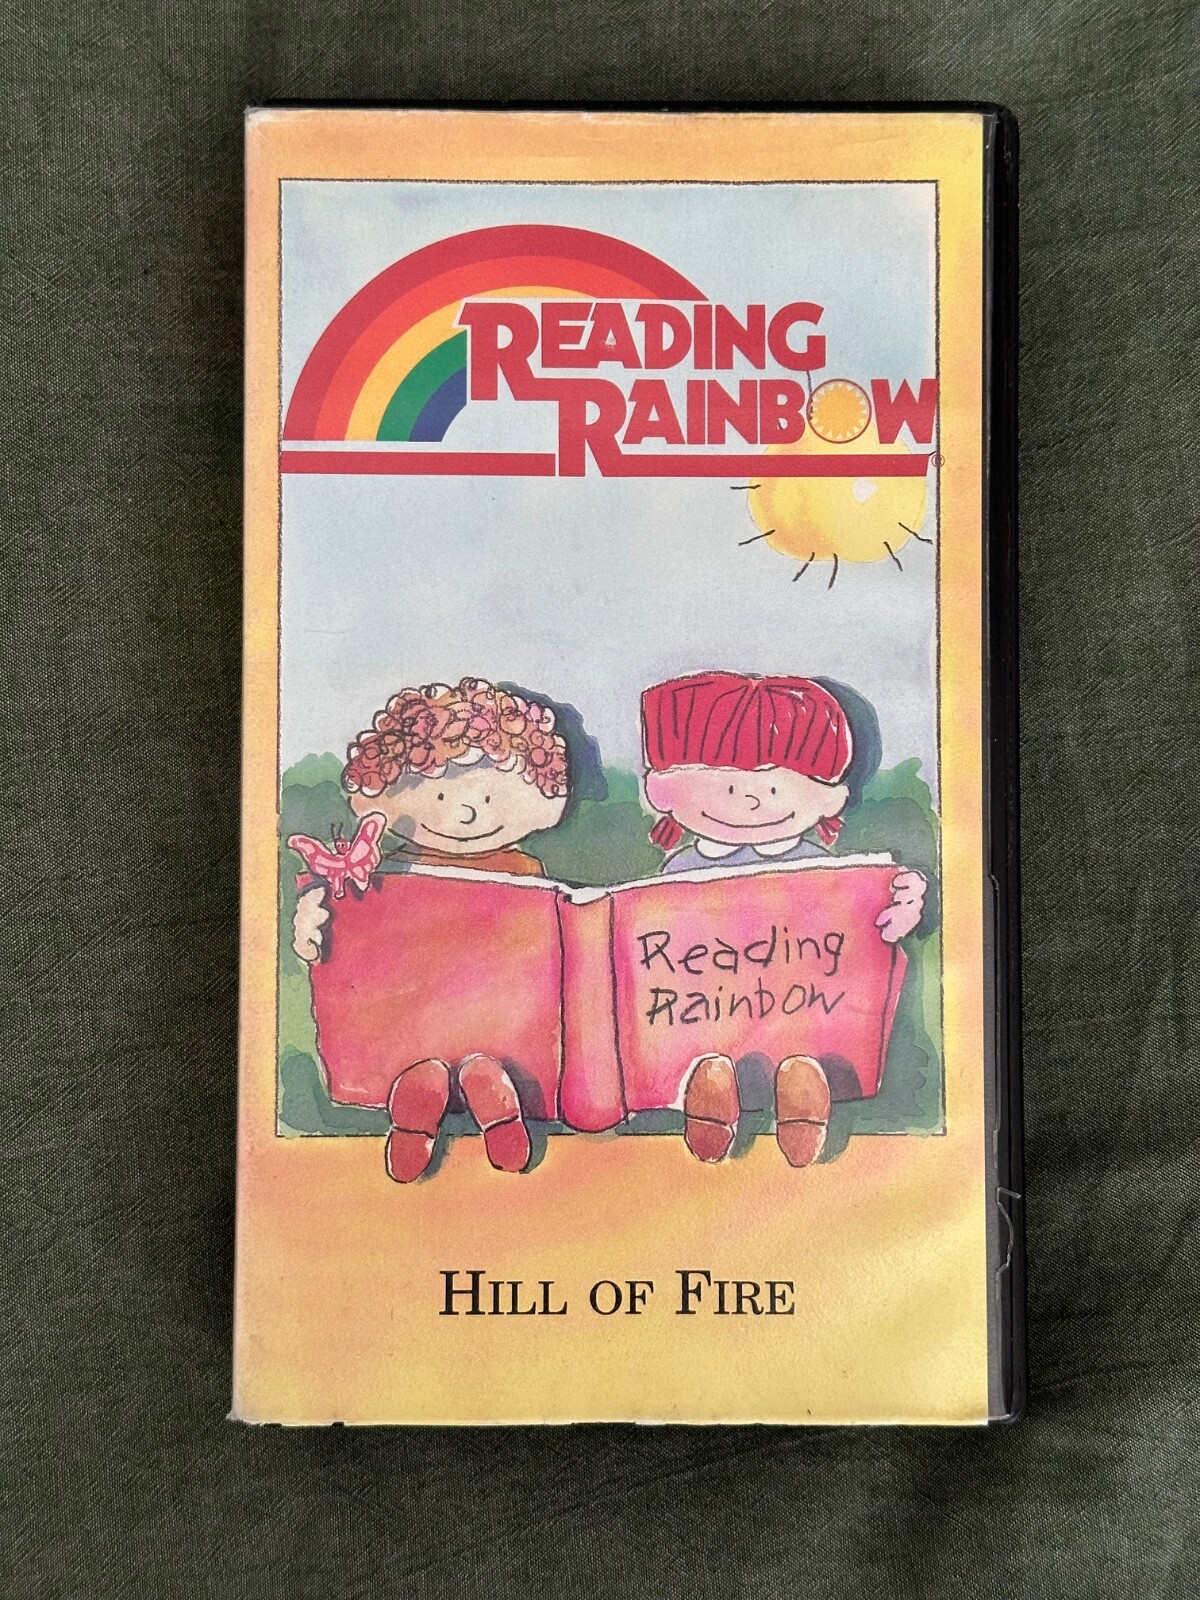 READING
RAINBOW®
Reading
Rainbow
HILL OF FIRE